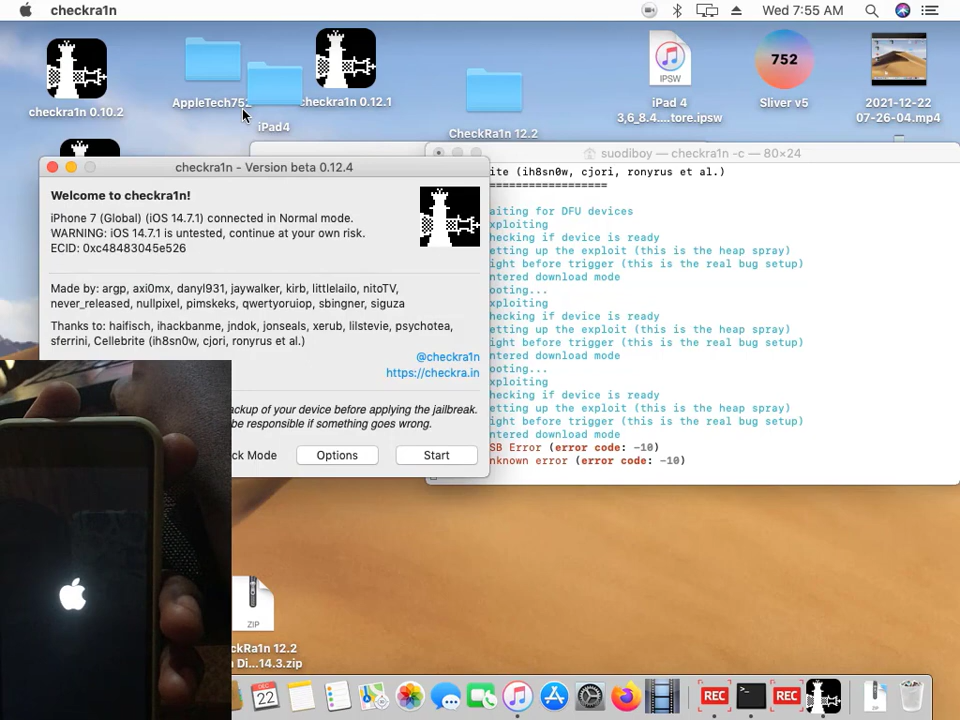 checkra1n
Wed 7:55 AM
checkra1n 0.10.2
AppleTech752
iPad4
checkra1n 0.12.1
CheckRa1n 12.2
IPSW
iPad 4
3,6_8.4....tore.ipsw
752
Sliver v5
2021-12-22
07-26-04.mp4
checkra1n - Version beta 0.12.4
Welcome to checkra1n!
iPhone 7 (Global) (iOS 14.7.1) connected in Normal mode.
WARNING: iOS 14.7.1 is untested, continue at your own risk.
ECID: 0xc48483045e526
Made by: argp, axi0mx, danyl931, jaywalker, kirb, littlelailo, nitoTV,
never_released, nullpixel, pimskeks, qwertyoruiop, sbingner, siguza
Thanks to: haifisch, ihackbanme, jndok, jonseals, xerub, lilstevie, psychotea,
sferrini, Cellebrite (ih8sn0w, cjori, ronyrus et al.)
@checkra1n
https://checkra.in
backup of your device before applying the jailbreak.
be responsible if something goes wrong.
ck Mode
Options
Start
suodiboy — checkra1n -c — 80×24
ite (ih8sn0w, cjori, ronyrus et al.)
==================
aiting for DFU devices
xploiting
hecking if device is ready
etting up the exploit (this is the heap spray)
ight before trigger (this is the real bug setup)
ntered download mode
ooting...
xploiting
hecking if device is ready
etting up the exploit (this is the heap spray)
ight before trigger (this is the real bug setup)
ntered download mode
ooting...
xploiting
hecking if device is ready
etting up the exploit (this is the heap spray)
ight before trigger (this is the real bug setup)
ntered download mode
SB Error (error code: -10)
nknown error (error code: -10)
ZIP
ckRa1n 12.2
n Di...14.3.zip
DEC
22
REC
REC
ZIP